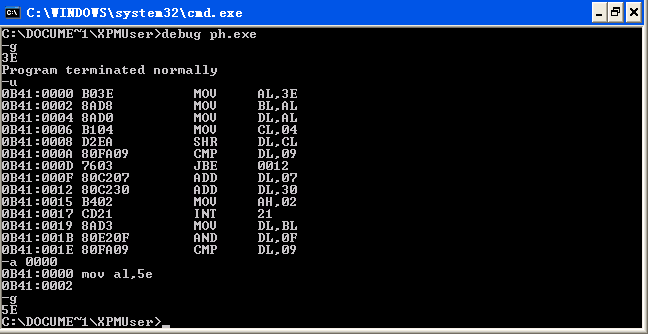 C:\WINDOWS\system32\cmd.exe
C:\DOCUME~1\XPMUser>debug ph.exe
-g
3E
Program terminated normally
-u
0B41:0000 B03E          MOV     AL,3E
0B41:0002 8AD8          MOV     BL,AL
0B41:0004 8AD0          MOV     DL,AL
0B41:0006 B104          MOV     CL,04
0B41:0008 D2EA          SHR     DL,CL
0B41:000A 80FA09        CMP     DL,09
0B41:000D 7603          JBE     0012
0B41:000F 80C207        ADD     DL,07
0B41:0012 80C230        ADD     DL,30
0B41:0015 B402          MOV     AH,02
0B41:0017 CD21          INT     21
0B41:0019 8AD3          MOV     DL,BL
0B41:001B 80E20F        AND     DL,0F
0B41:001E 80FA09        CMP     DL,09
-a 0000
0B41:0000 mov al,5e
0B41:0002
-g
5E
C:\DOCUME~1\XPMUser>_